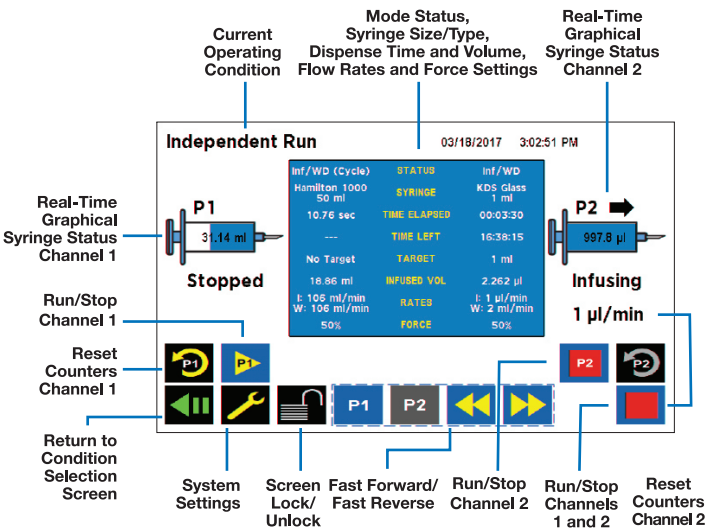 Current
Operating
Condition
Mode Status,
Syringe Size/Type,
Dispense Time and Volume,
Flow Rates and Force Settings
Real-Time
Graphical
Syringe Status
Channel 2
Independent Run
03/18/2017 3:02:51 PM
Inf/WD (Cycle) STATUS Inf/WD
Hamilton 1000
50 ml
SYRINGE
KDS Glass
1 ml
10.76 sec TIME ELAPSED 00:03:30
--- TIME LEFT 16:38:15
No Target TARGET 1 ml
18.86 ml INFUSED VOL 2.262 µl
I: 106 ml/min
W: 106 ml/min
RATES
I: 1 µl/min
W: 2 ml/min
50% FORCE 50%
Real-Time
Graphical
Syringe Status
Channel 1
P1
31.14 ml
Stopped
P2
997.8 µl
Infusing
1 µl/min
Run/Stop
Channel 1
Reset
Counters
Channel 1
P1
P1
P2
P2
P1
P2
Return to
Condition
Selection
Screen
System
Settings
Screen
Lock/
Unlock
Fast Forward/
Fast Reverse
Run/Stop
Channel 2
Run/Stop
Channels
1 and 2
Reset
Counters
Channel 2